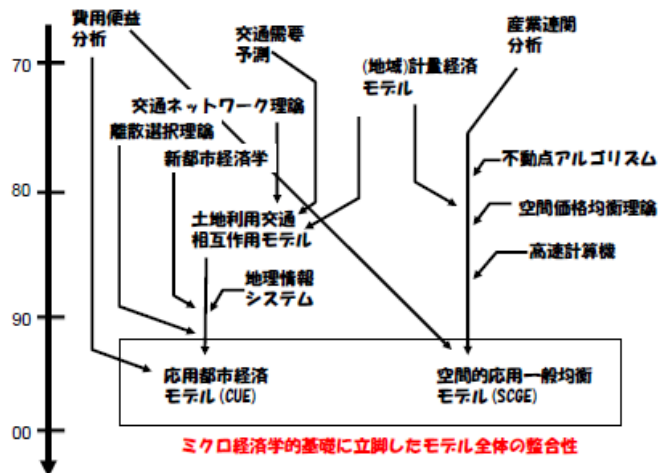 費用便益
分析
交通需要
予測
産業連関
分析
70
(地域)計量経済
モデル
交通ネットワーク理論
離散選択理論
新都市経済学
不動点アルゴリズム
80
土地利用交通
相互作用モデル
空間価格均衡理論
高速計算機
地理情報
システム
90
応用都市経済
モデル(CUE)
空間的応用一般均衡
モデル(SCGE)
00
ミクロ経済学的基礎に立脚したモデル全体の整合性